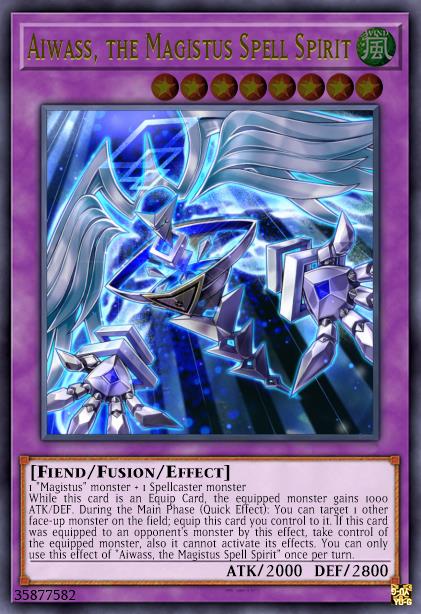 AIWASS, THE MAGISTUS SPELL SPIRIT
WIND
風
[FIEND/FUSION/EFFECT]
1 "Magistus" monster + 1 Spellcaster monster
While this card is an Equip Card, the equipped monster gains 1000
ATK/DEF. During the Main Phase (Quick Effect): You can target 1 other
face-up monster on the field; equip this card you control to it. If this card
was equipped to an opponent's monster by this effect, take control of
the equipped monster, also it cannot activate its effects. You can only
use this effect of "Aiwass, the Magistus Spell Spirit" once per turn.
ATK/2000 DEF/2800
35877582